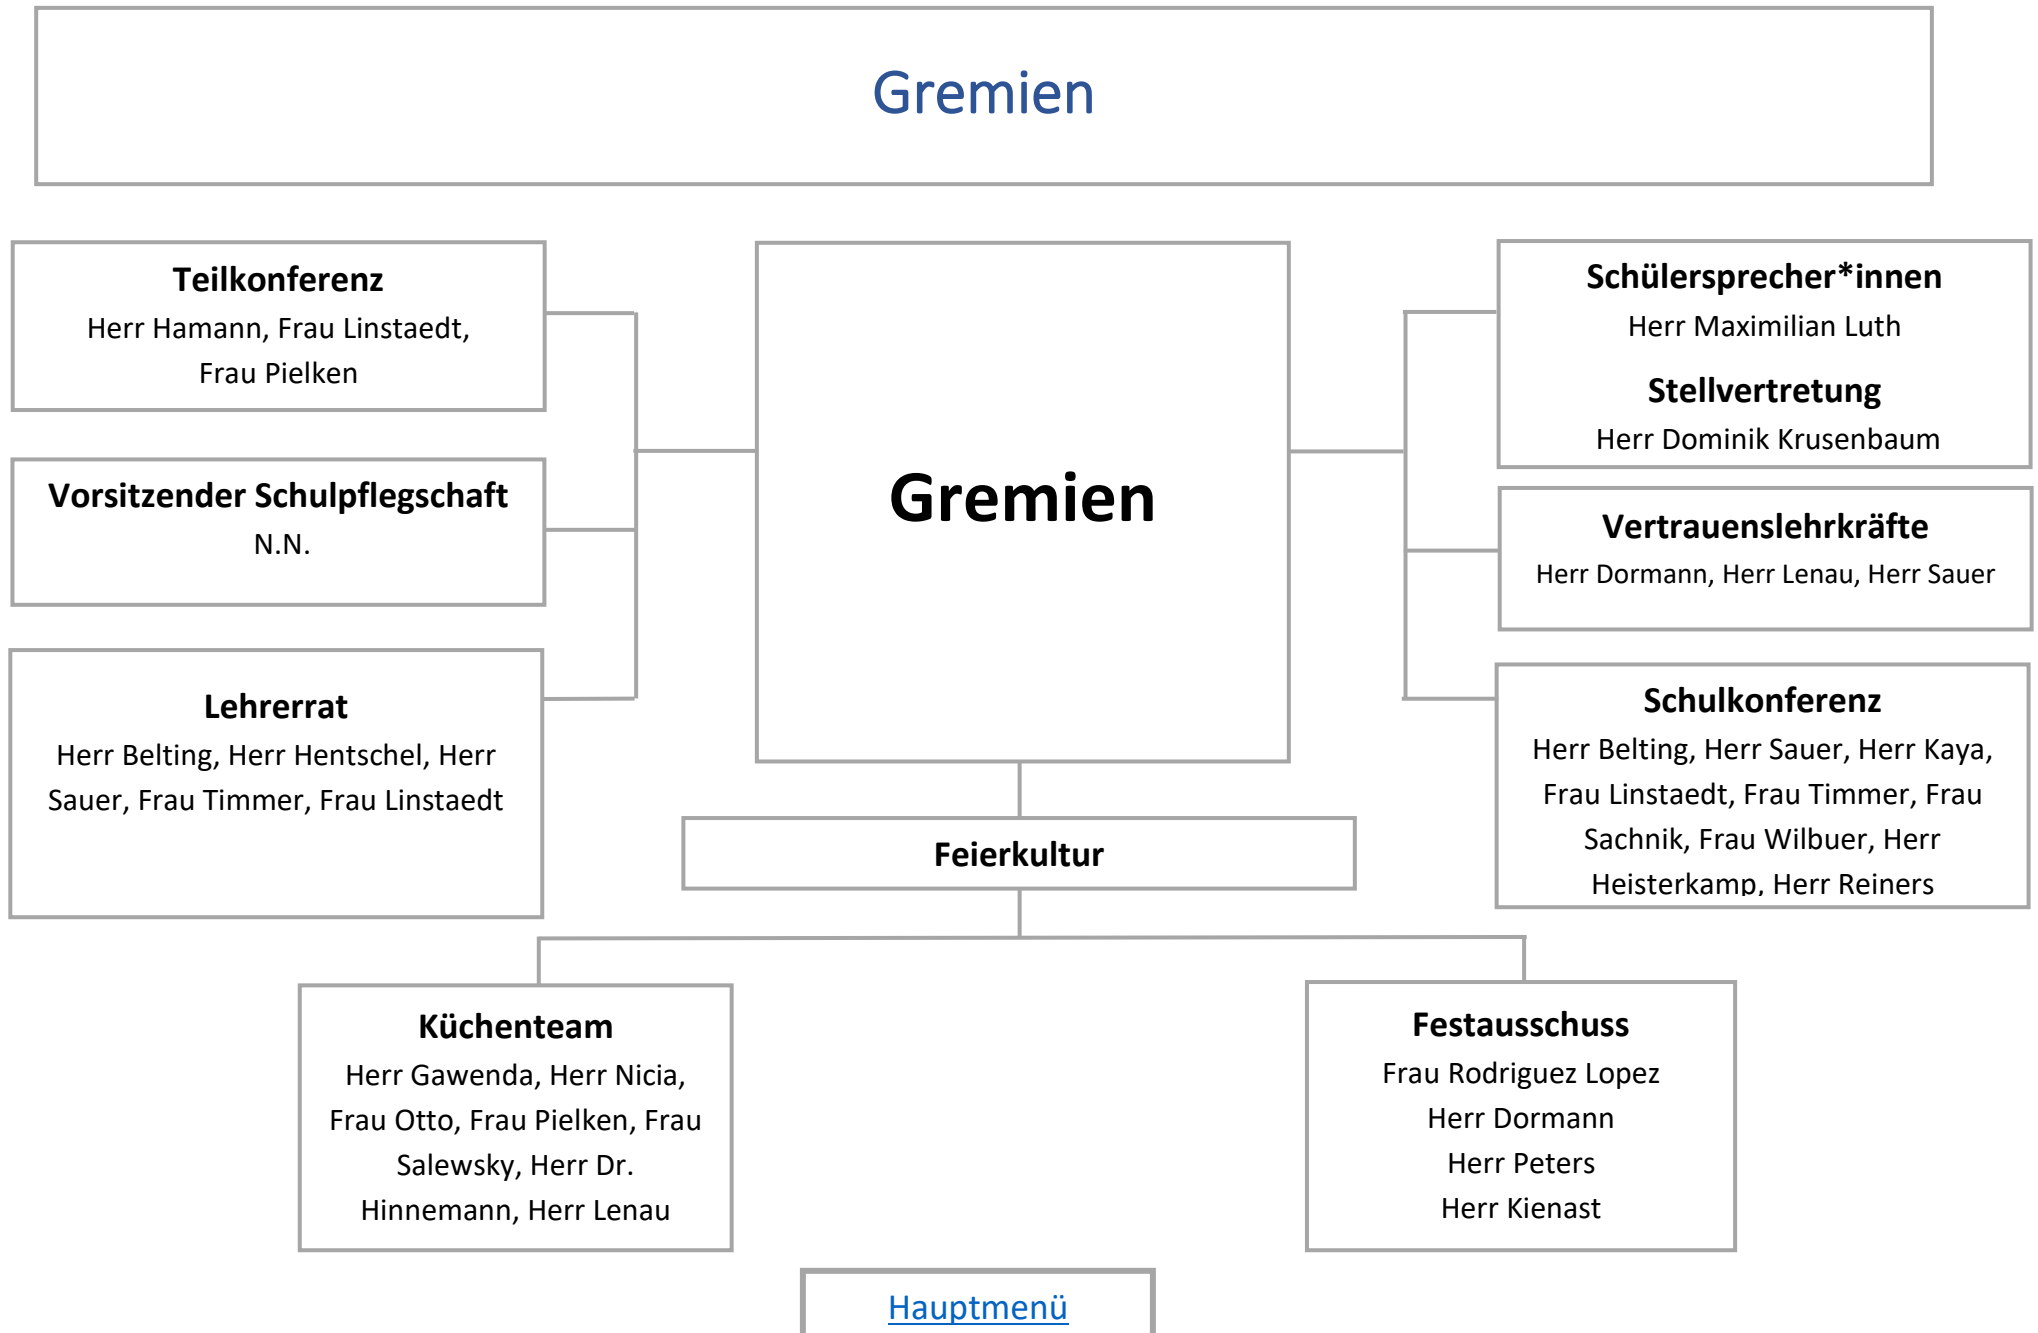 Gremien
Teilkonferenz
Herr Hamann, Frau Linstaedt,
Frau Pielken
Vorsitzender Schulpflegschaft
N.N.
Lehrerrat
Herr Belting, Herr Hentschel, Herr
Sauer, Frau Timmer, Frau Linstaedt
Gremien
Schülersprecher*innen
Herr Maximilian Luth
Stellvertretung
Herr Dominik Krusenbaum
Vertrauenslehrkräfte
Herr Dormann, Herr Lenau, Herr Sauer
Schulkonferenz
Herr Belting, Herr Sauer, Herr Kaya,
Frau Linstaedt, Frau Timmer, Frau
Sachnik, Frau Wilbuer, Herr
Heisterkamp, Herr Reiners
Feierkultur
Küchenteam
Herr Gawenda, Herr Nicia,
Frau Otto, Frau Pielken, Frau
Salewsky, Herr Dr.
Hinnemann, Herr Lenau
Festausschuss
Frau Rodriguez Lopez
Herr Dormann
Herr Peters
Herr Kienast
Hauptmenü